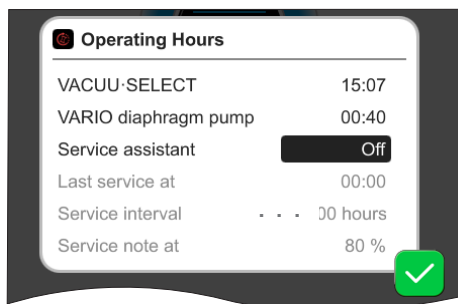 Operating Hours
VACUU·SELECT 15:07
VARIO diaphragm pump 00:40
Service assistant Off
Last service at 00:00
Service interval hours
Service note at 80 %